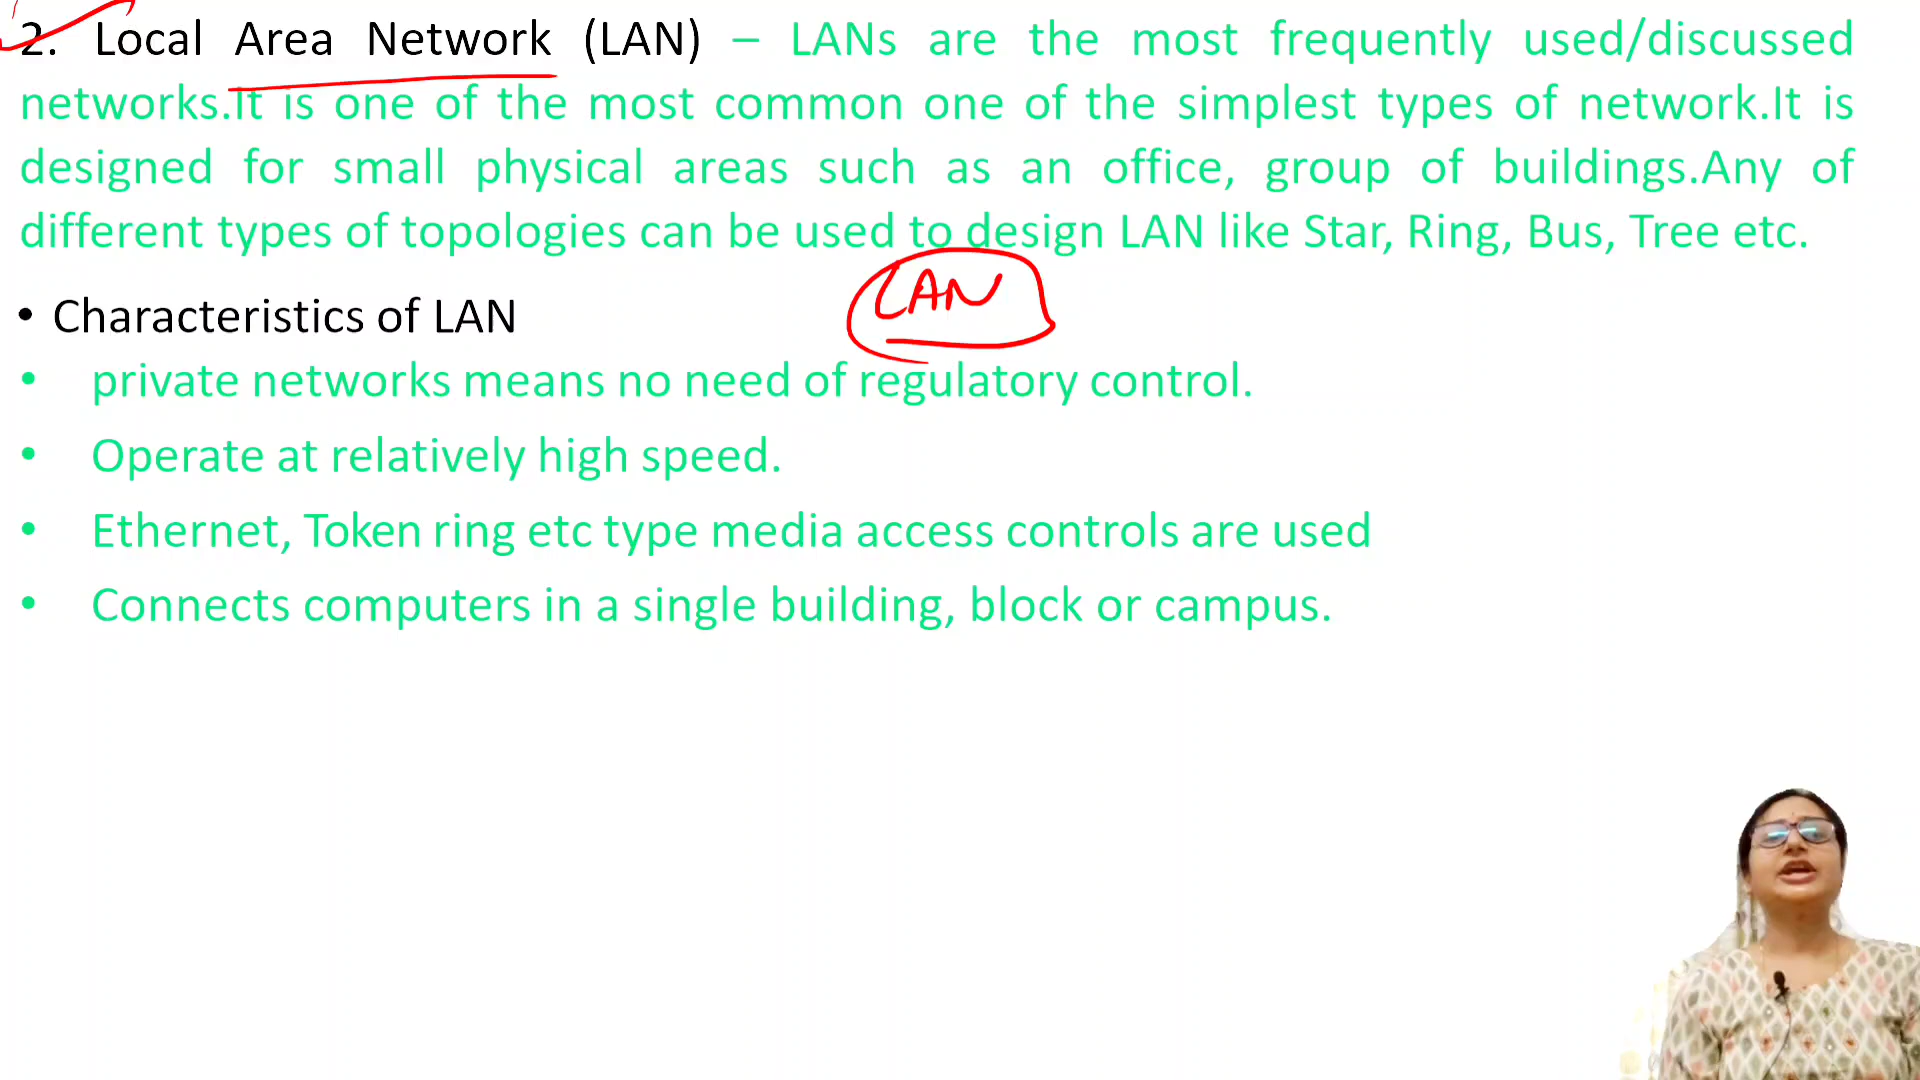 2. Local Area Network (LAN) – LANs are the most frequently used/discussed
networks.It is one of the most common one of the simplest types of network.It is
designed for small physical areas such as an office, group of buildings.Any of
different types of topologies can be used to design LAN like Star, Ring, Bus, Tree etc.
LAN
• Characteristics of LAN
• private networks means no need of regulatory control.
• Operate at relatively high speed.
• Ethernet, Token ring etc type media access controls are used
• Connects computers in a single building, block or campus.